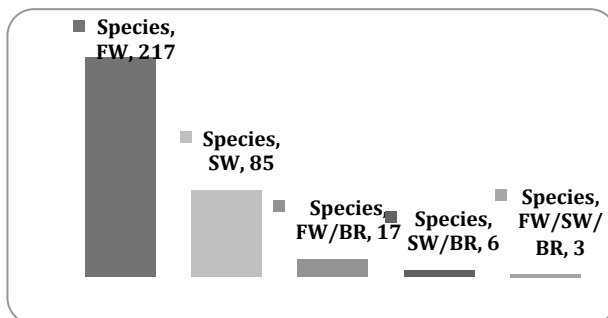 Species,
FW, 217
Species,
SW, 85
Species,
FW/BR, 17
Species,
SW/BR, 6
Species,
FW/SW/
BR, 3